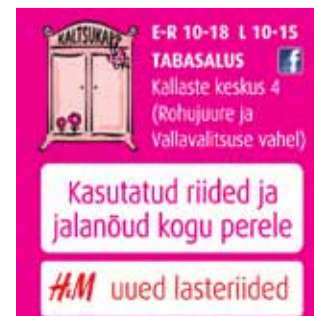 KALTSUKAPP
E-R 10-18 L 10-15
TABASALUS f
Kallaste keskus 4
(Rohujuure ja
Vallavalitsuse vahel)
Kasutatud riided ja
jalanõud kogu perele
H&M uued lasteriided